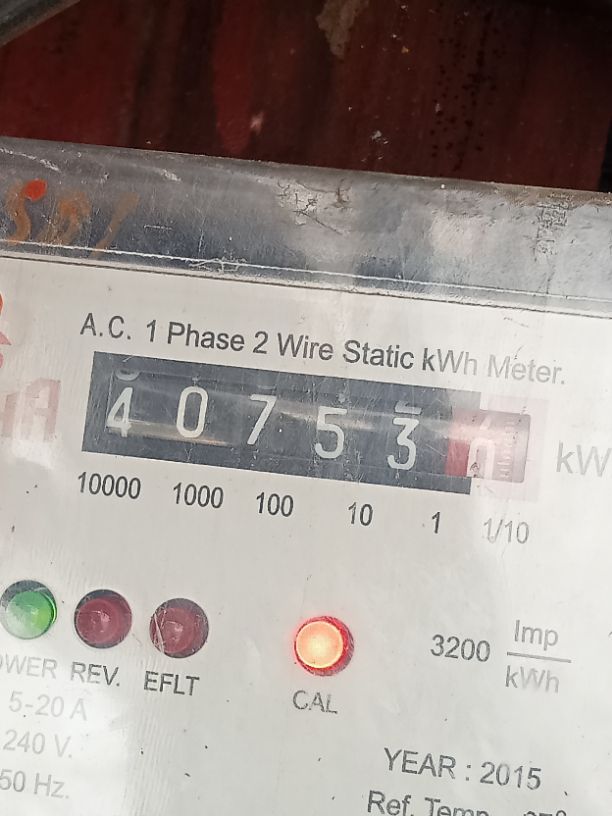 A.C. 1 Phase 2 Wire Static kWh Meter.
4 0 7 5 3
kW
10000 1000 100 10 1 1/10
3200 Imp/kWh
OWER REV. EFLT
CAL
5-20 A
240 V.
50 Hz.
YEAR : 2015
Ref. Temp